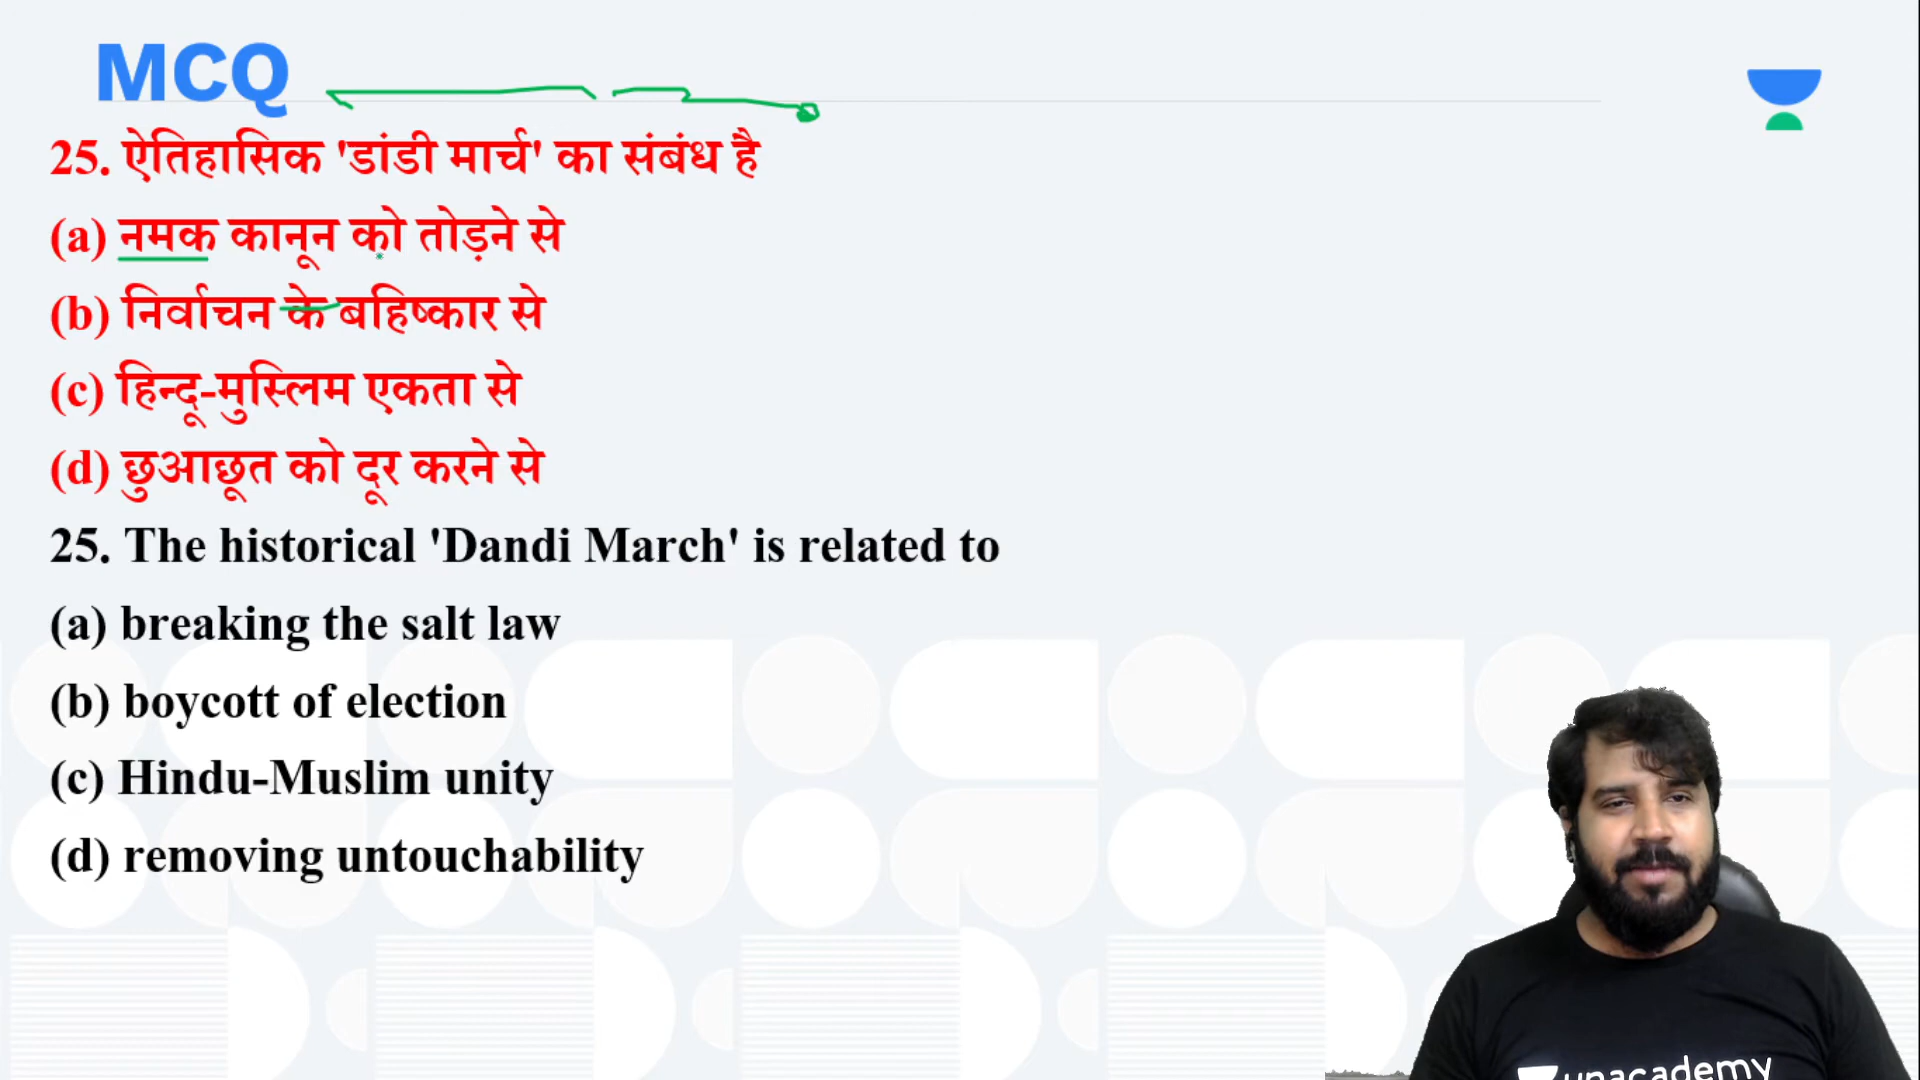 MCQ
25. ऐतिहासिक 'डांडी मार्च' का संबंध है
(a) नमक कानून को तोड़ने से
(b) निर्वाचन के बहिष्कार से
(c) हिन्दू-मुस्लिम एकता से
(d) छुआछूत को दूर करने से
25. The historical 'Dandi March' is related to
(a) breaking the salt law
(b) boycott of election
(c) Hindu-Muslim unity
(d) removing untouchability
unacademy